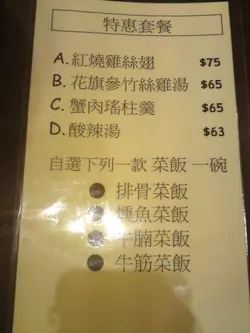 特惠套餐
A. 紅燒雞絲翅 $75
B. 花旗參竹絲雞湯 $65
C. 蟹肉瑤柱羹 $65
D. 酸辣湯 $63
自選下列一款 菜飯 一碗
排骨菜飯
燻魚菜飯
牛腩菜飯
牛筋菜飯